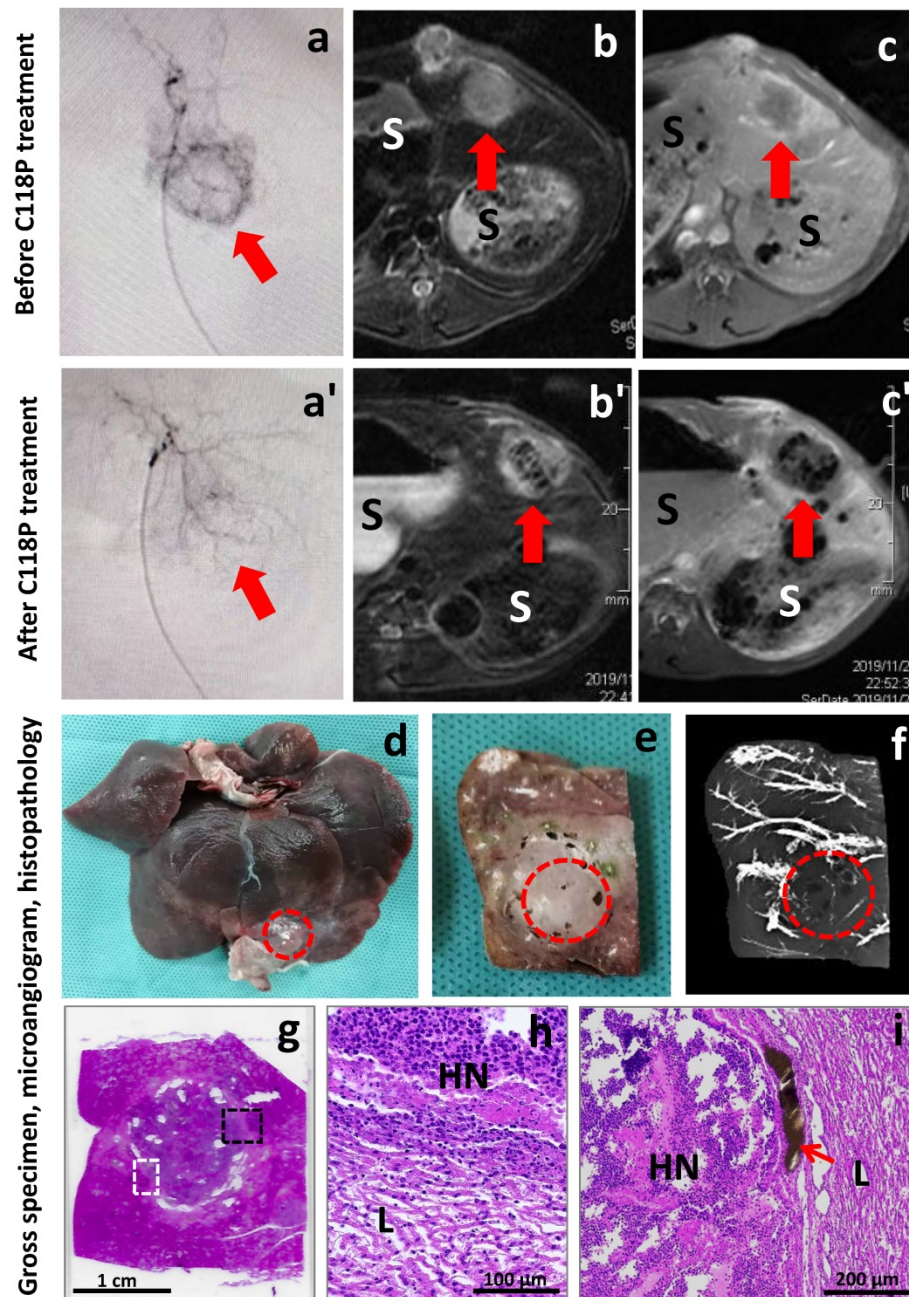 Before C118P treatment
a
b
S
S
c
S
S
After C118P treatment
a'
b'
S
S
20
mm
2019/11
c'
S
S
20
mm
2019/11/2
22:52:3
Gross specimen, microangiogram, histopathology
d
e
f
g
1 cm
h
HN
L
100 μm
i
HN
L
200 μm